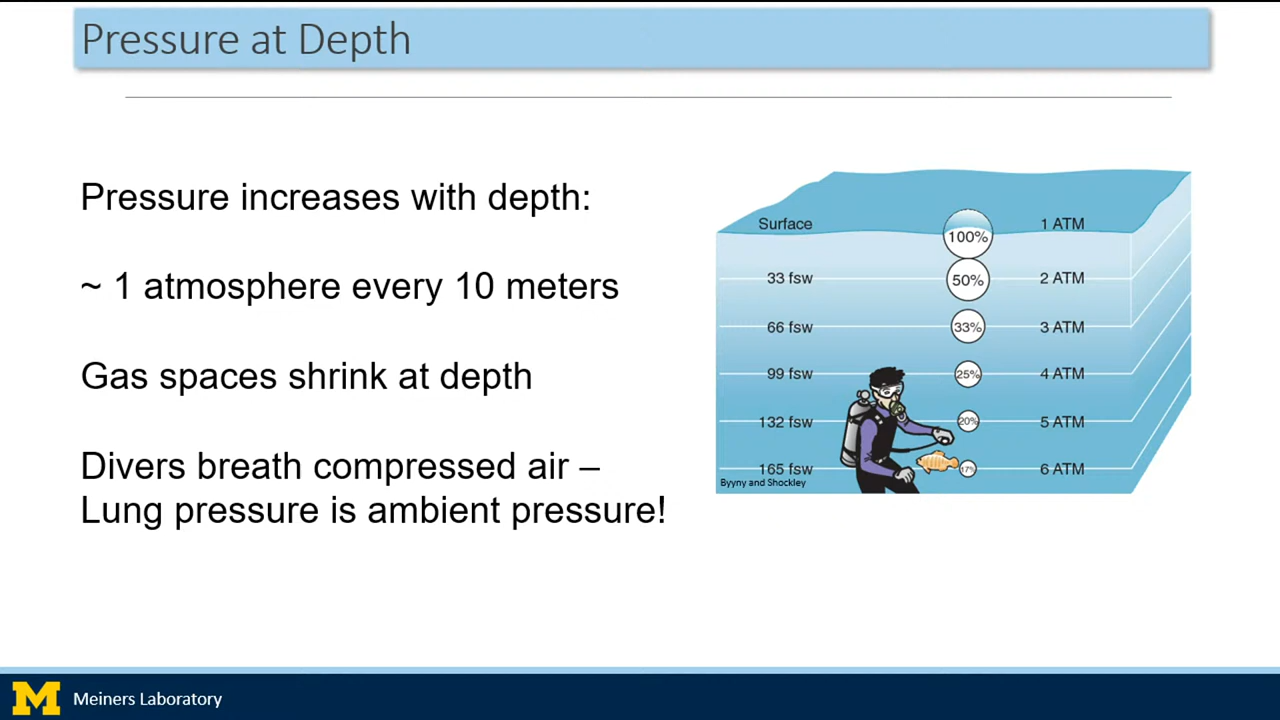 Pressure at Depth
Pressure increases with depth:
~ 1 atmosphere every 10 meters
Gas spaces shrink at depth
Divers breath compressed air –
Lung pressure is ambient pressure!
Surface 100% 1 ATM
33 fsw 50% 2 ATM
66 fsw 33% 3 ATM
99 fsw 25% 4 ATM
132 fsw 20% 5 ATM
165 fsw 17% 6 ATM
Byyny and Shockley
M Meiners Laboratory